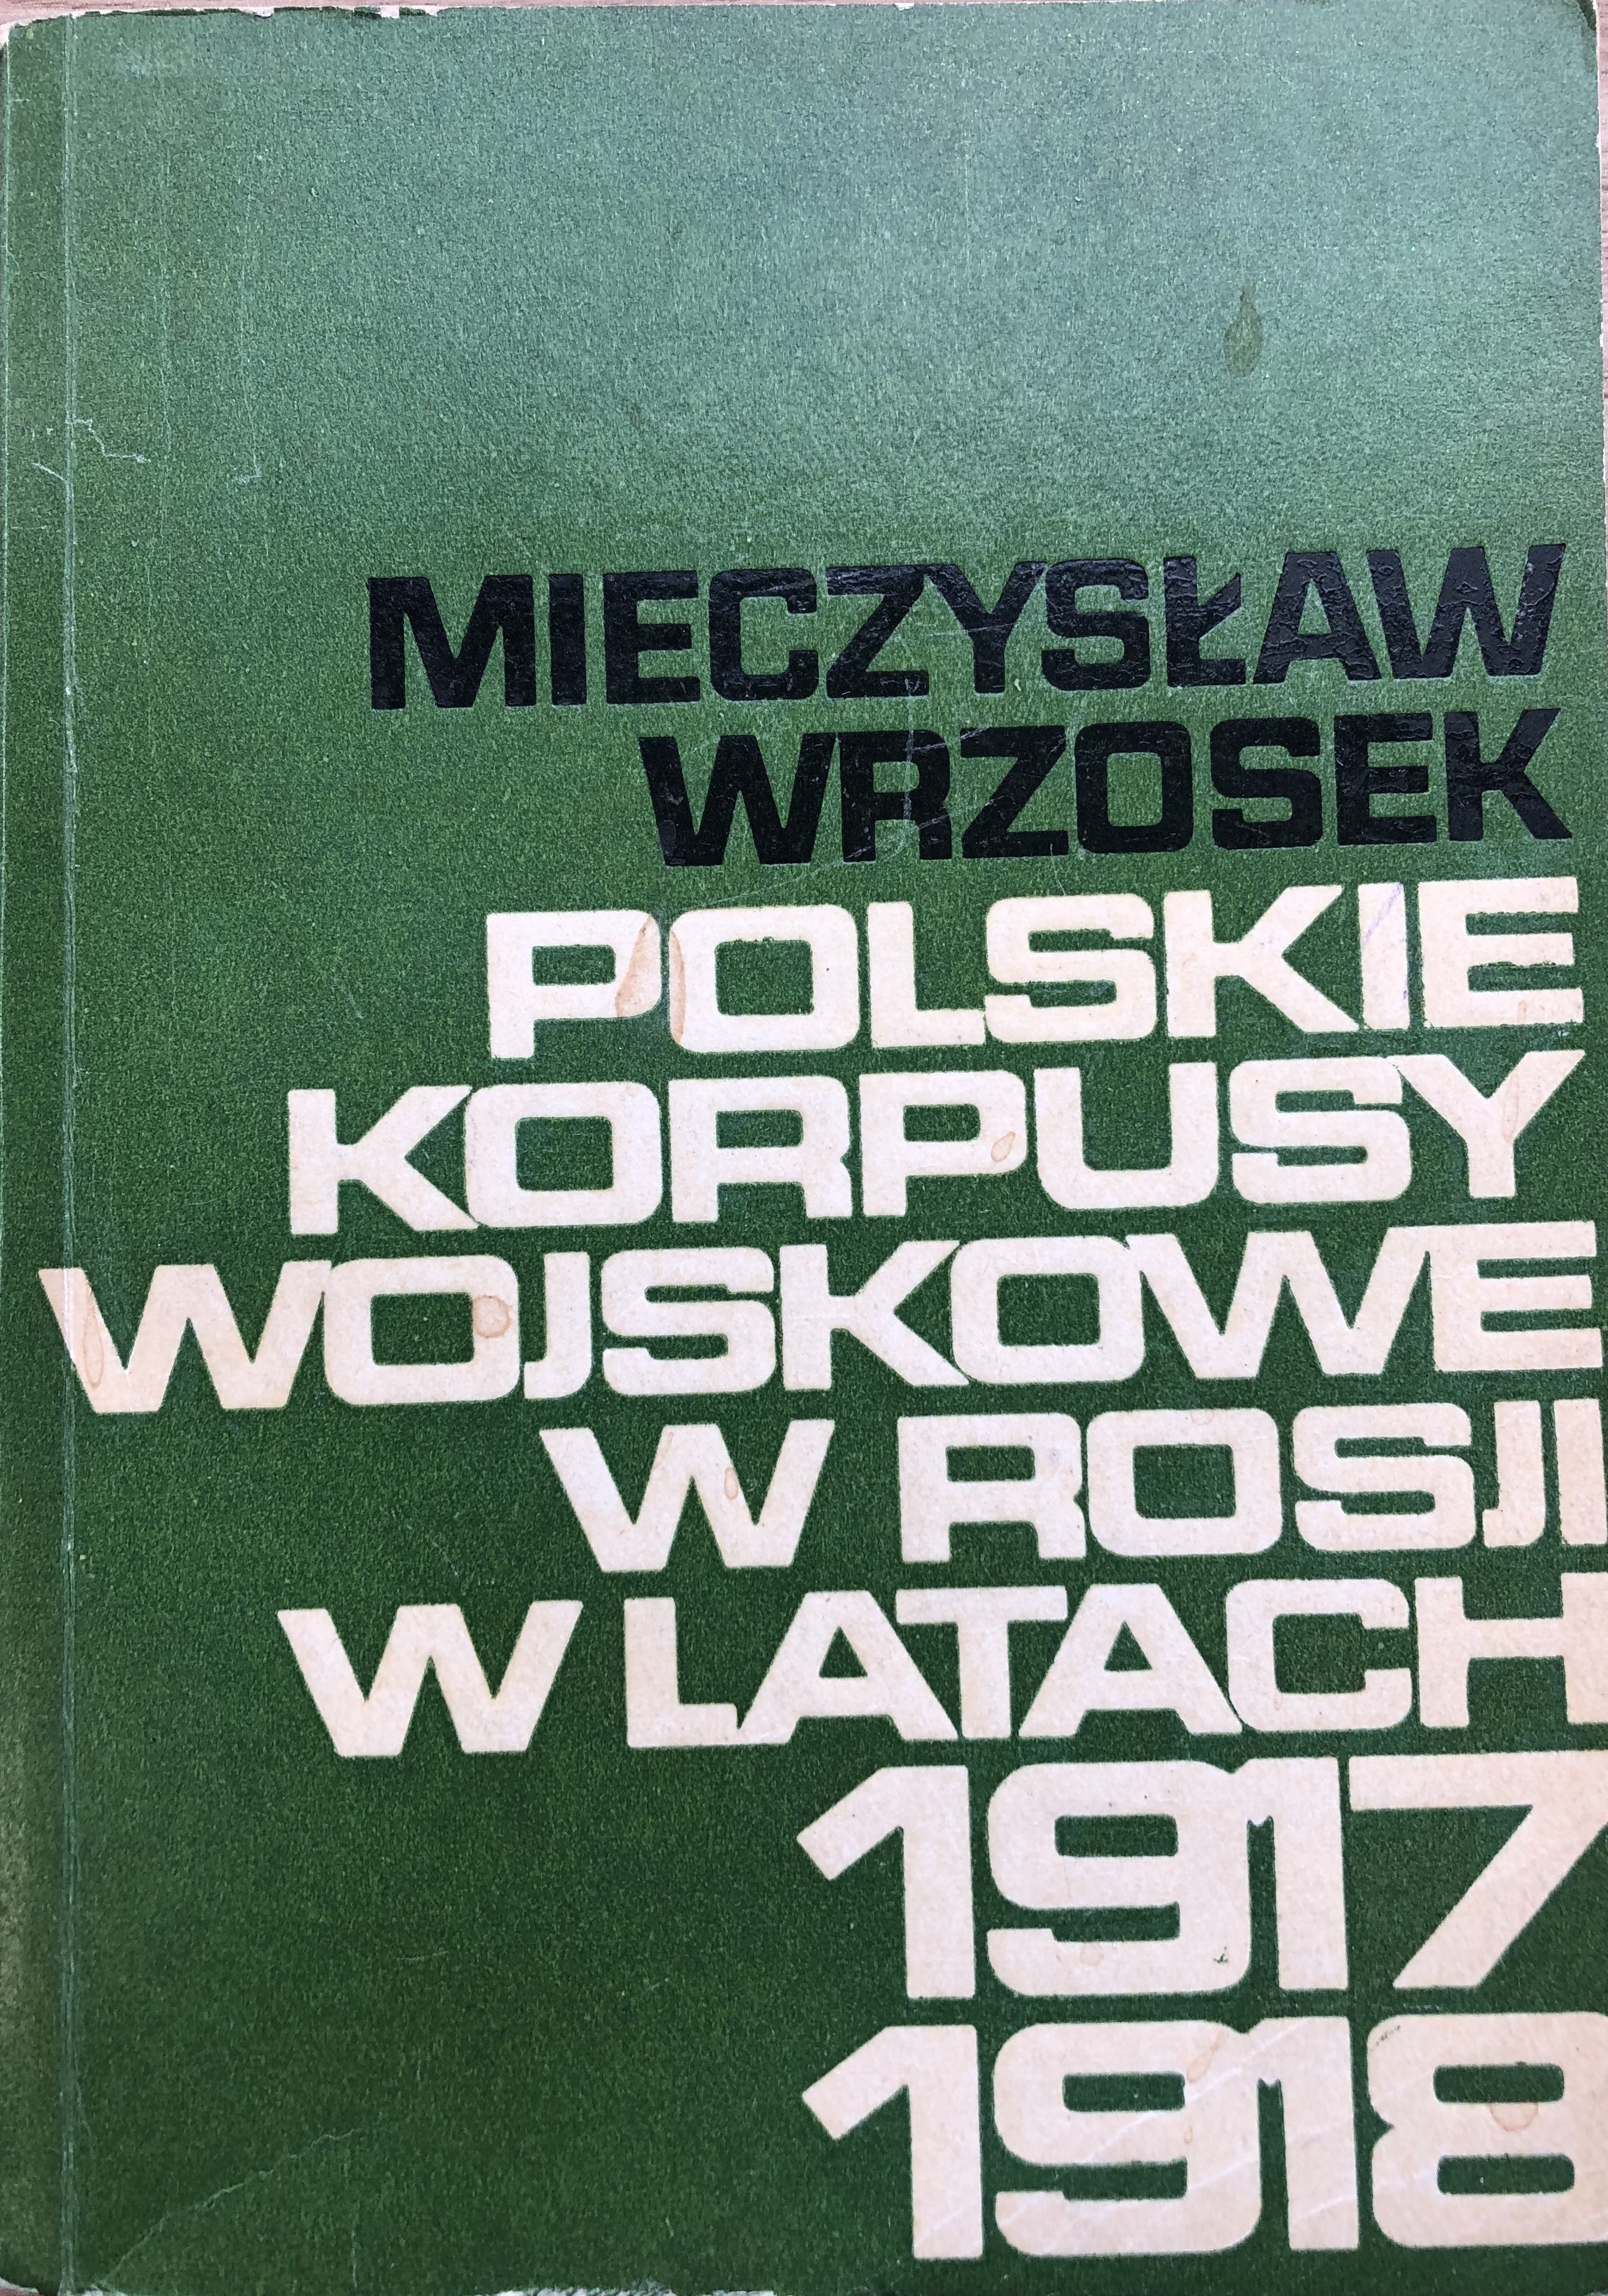 MIECZYSŁAW
WRZOSEK
POLSKIE
KORPUSY
WOJSKOWE
W ROSJI
W LATACH
1917
1918